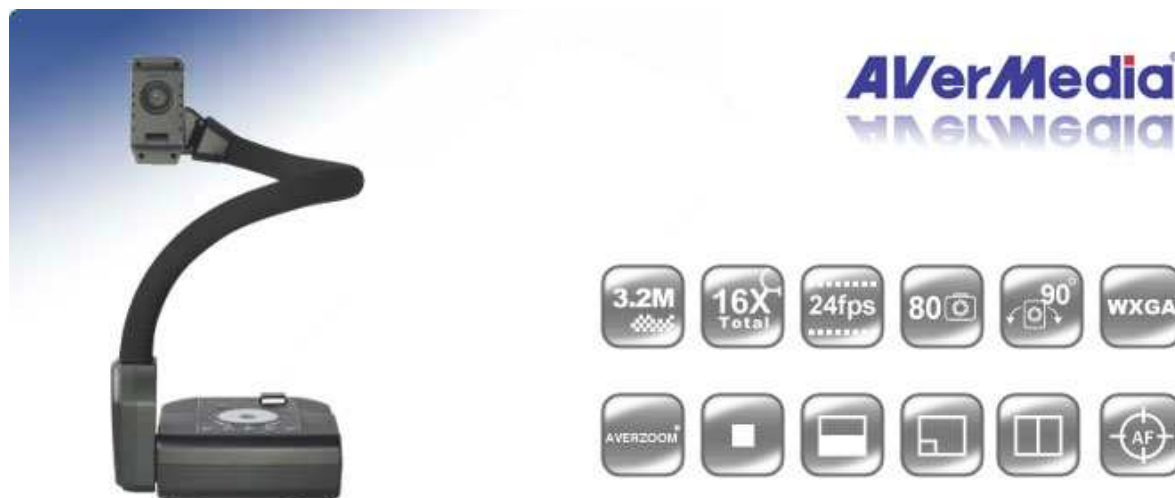 AVerMedia
3.2M
16X
Total
24fps
80
90°
WXGA
AVERZOOM
AF